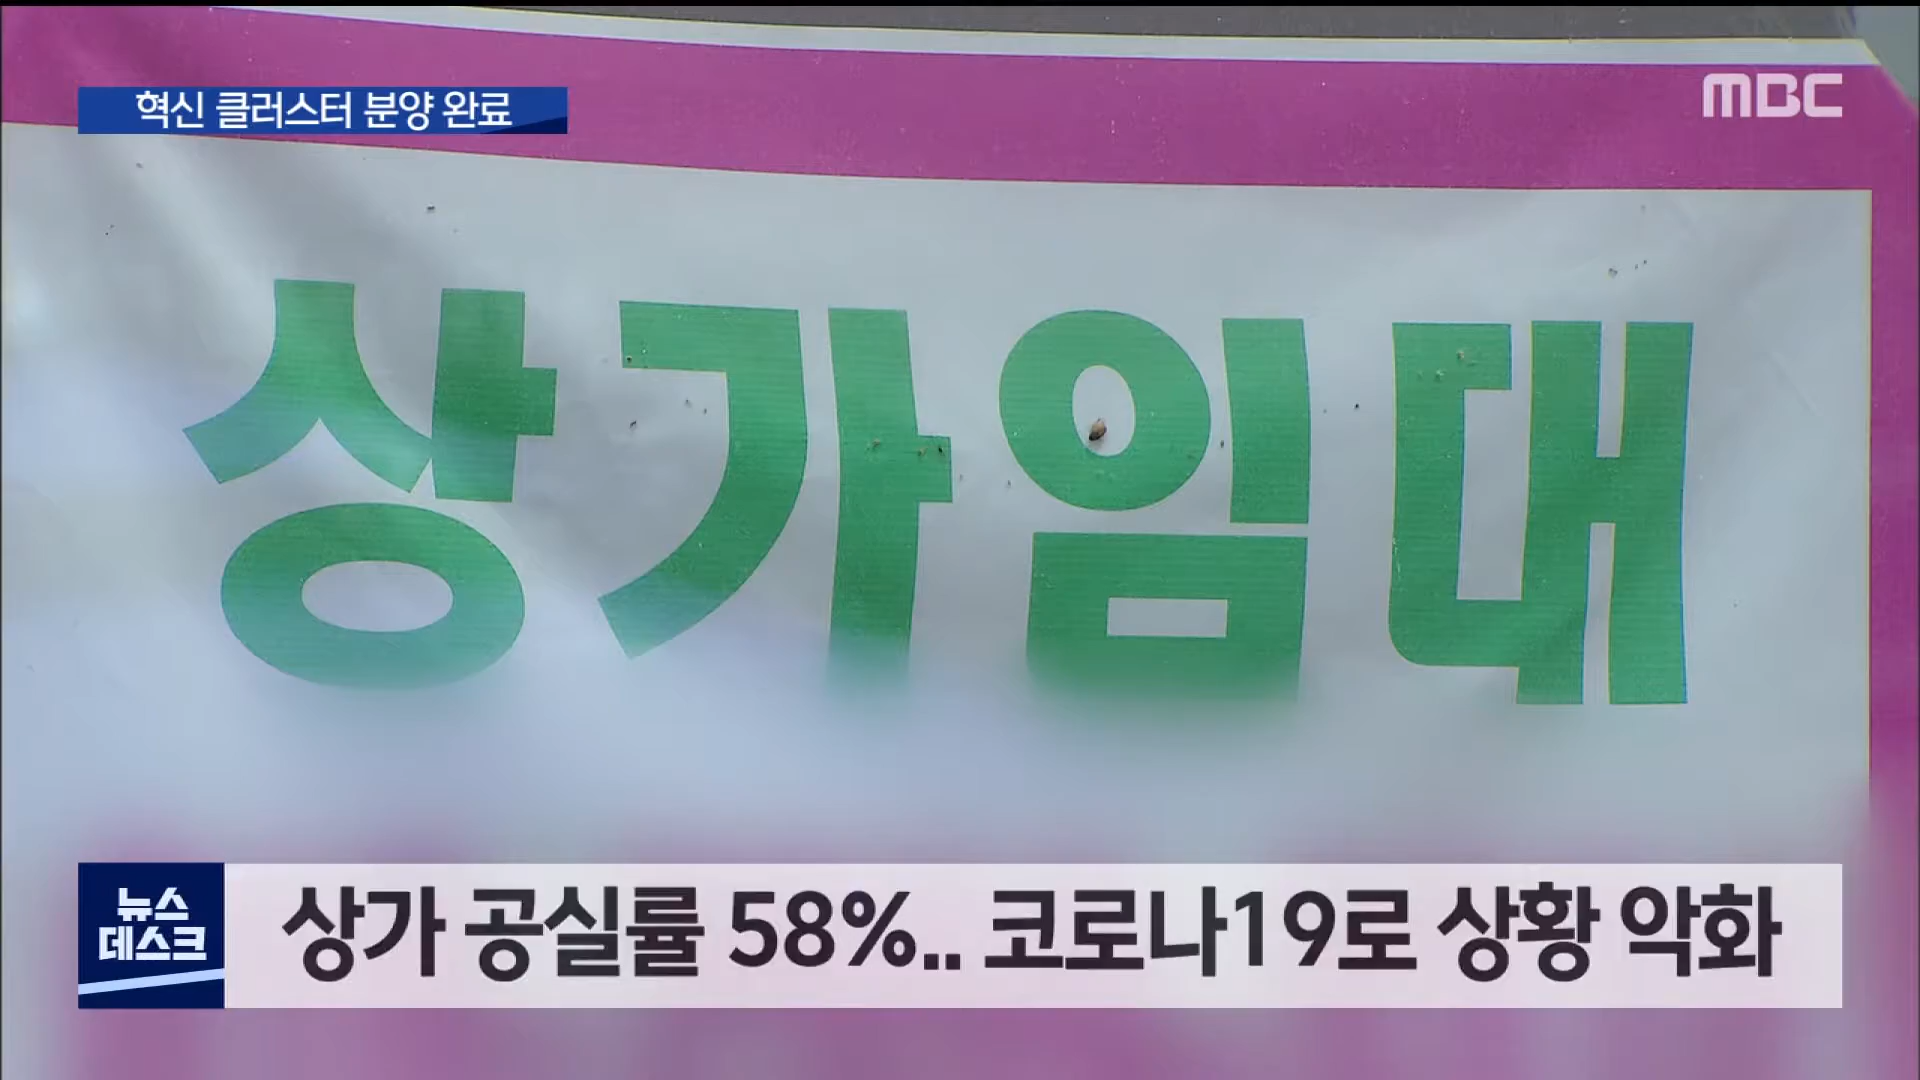 혁신 클러스터 분양 완료
MBC
상가임대
뉴스
데스크
상가 공실률 58%.. 코로나19로 상황 악화